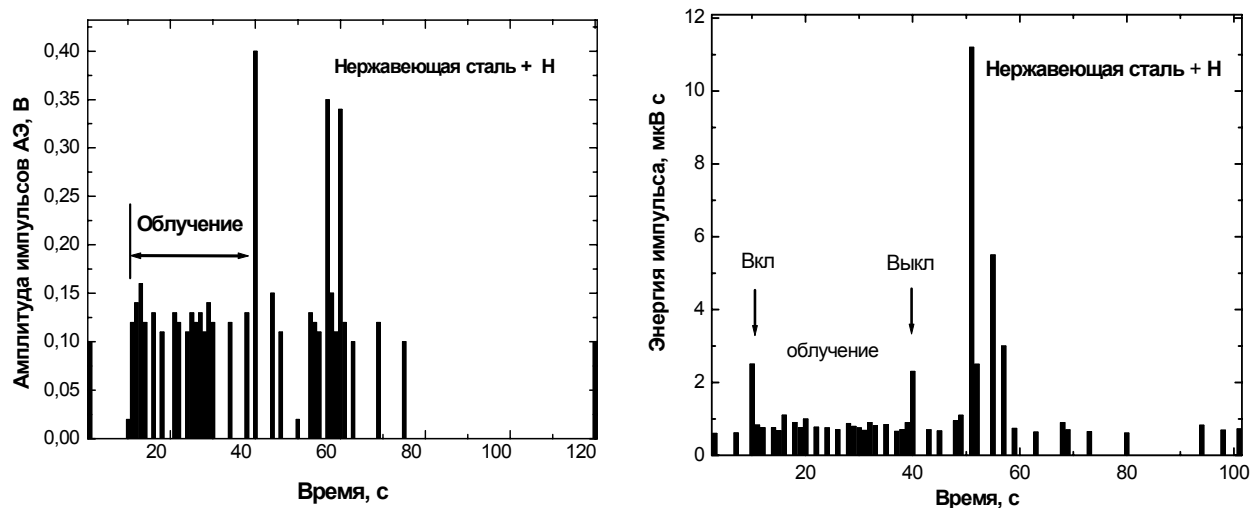 Амплитуда импульсов АЭ, В
0,40
0,35
0,30
0,25
0,20
0,15
0,10
0,05
0,00
Нержавеющая сталь + Н
Облучение
20
40
60
80
100
120
Время, с
Энергия импульса, мкВ с
12
10
8
6
4
2
0
Нержавеющая сталь + Н
Вкл
Выкл
облучение
20
40
60
80
100
Время, с